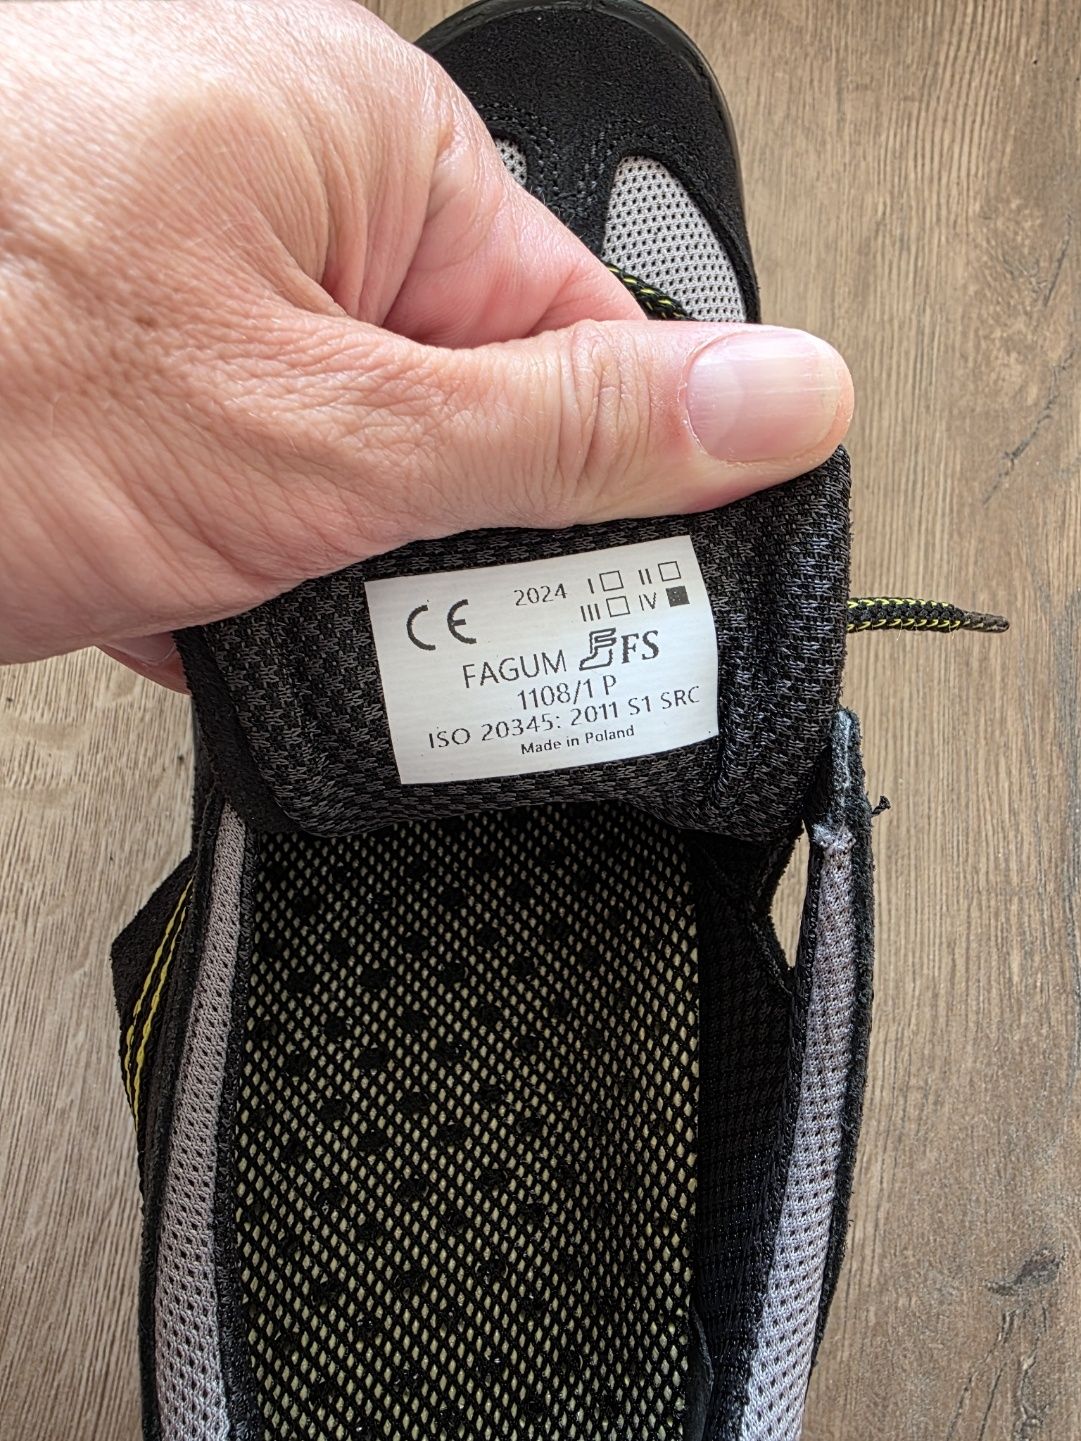 CE 2024 I □ II □
III □ IV ■
FAGUM FS
1108/1 P
ISO 20345: 2011 S1 SRC
Made in Poland